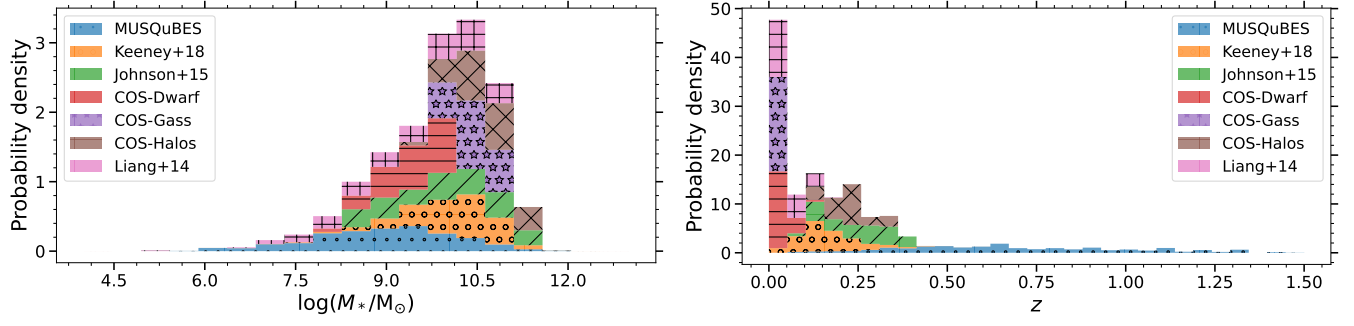 Probability density
3
2
1
0
MUSQuBES
Keeney+18
Johnson+15
COS-Dwarf
COS-Gass
COS-Halos
Liang+14
4.5 6.0 7.5 9.0 10.5 12.0
log(M*/M⊙)
Probability density
50
40
30
20
10
0
MUSQuBES
Keeney+18
Johnson+15
COS-Dwarf
COS-Gass
COS-Halos
Liang+14
0.00 0.25 0.50 0.75 1.00 1.25 1.50
z